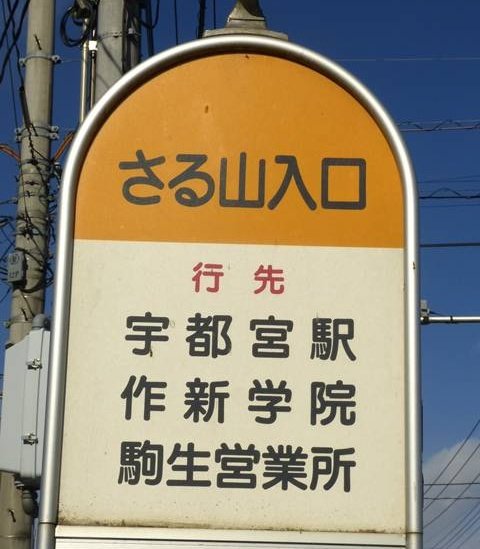 さる山入口
行先
宇都宮駅
作新学院
駒生営業所